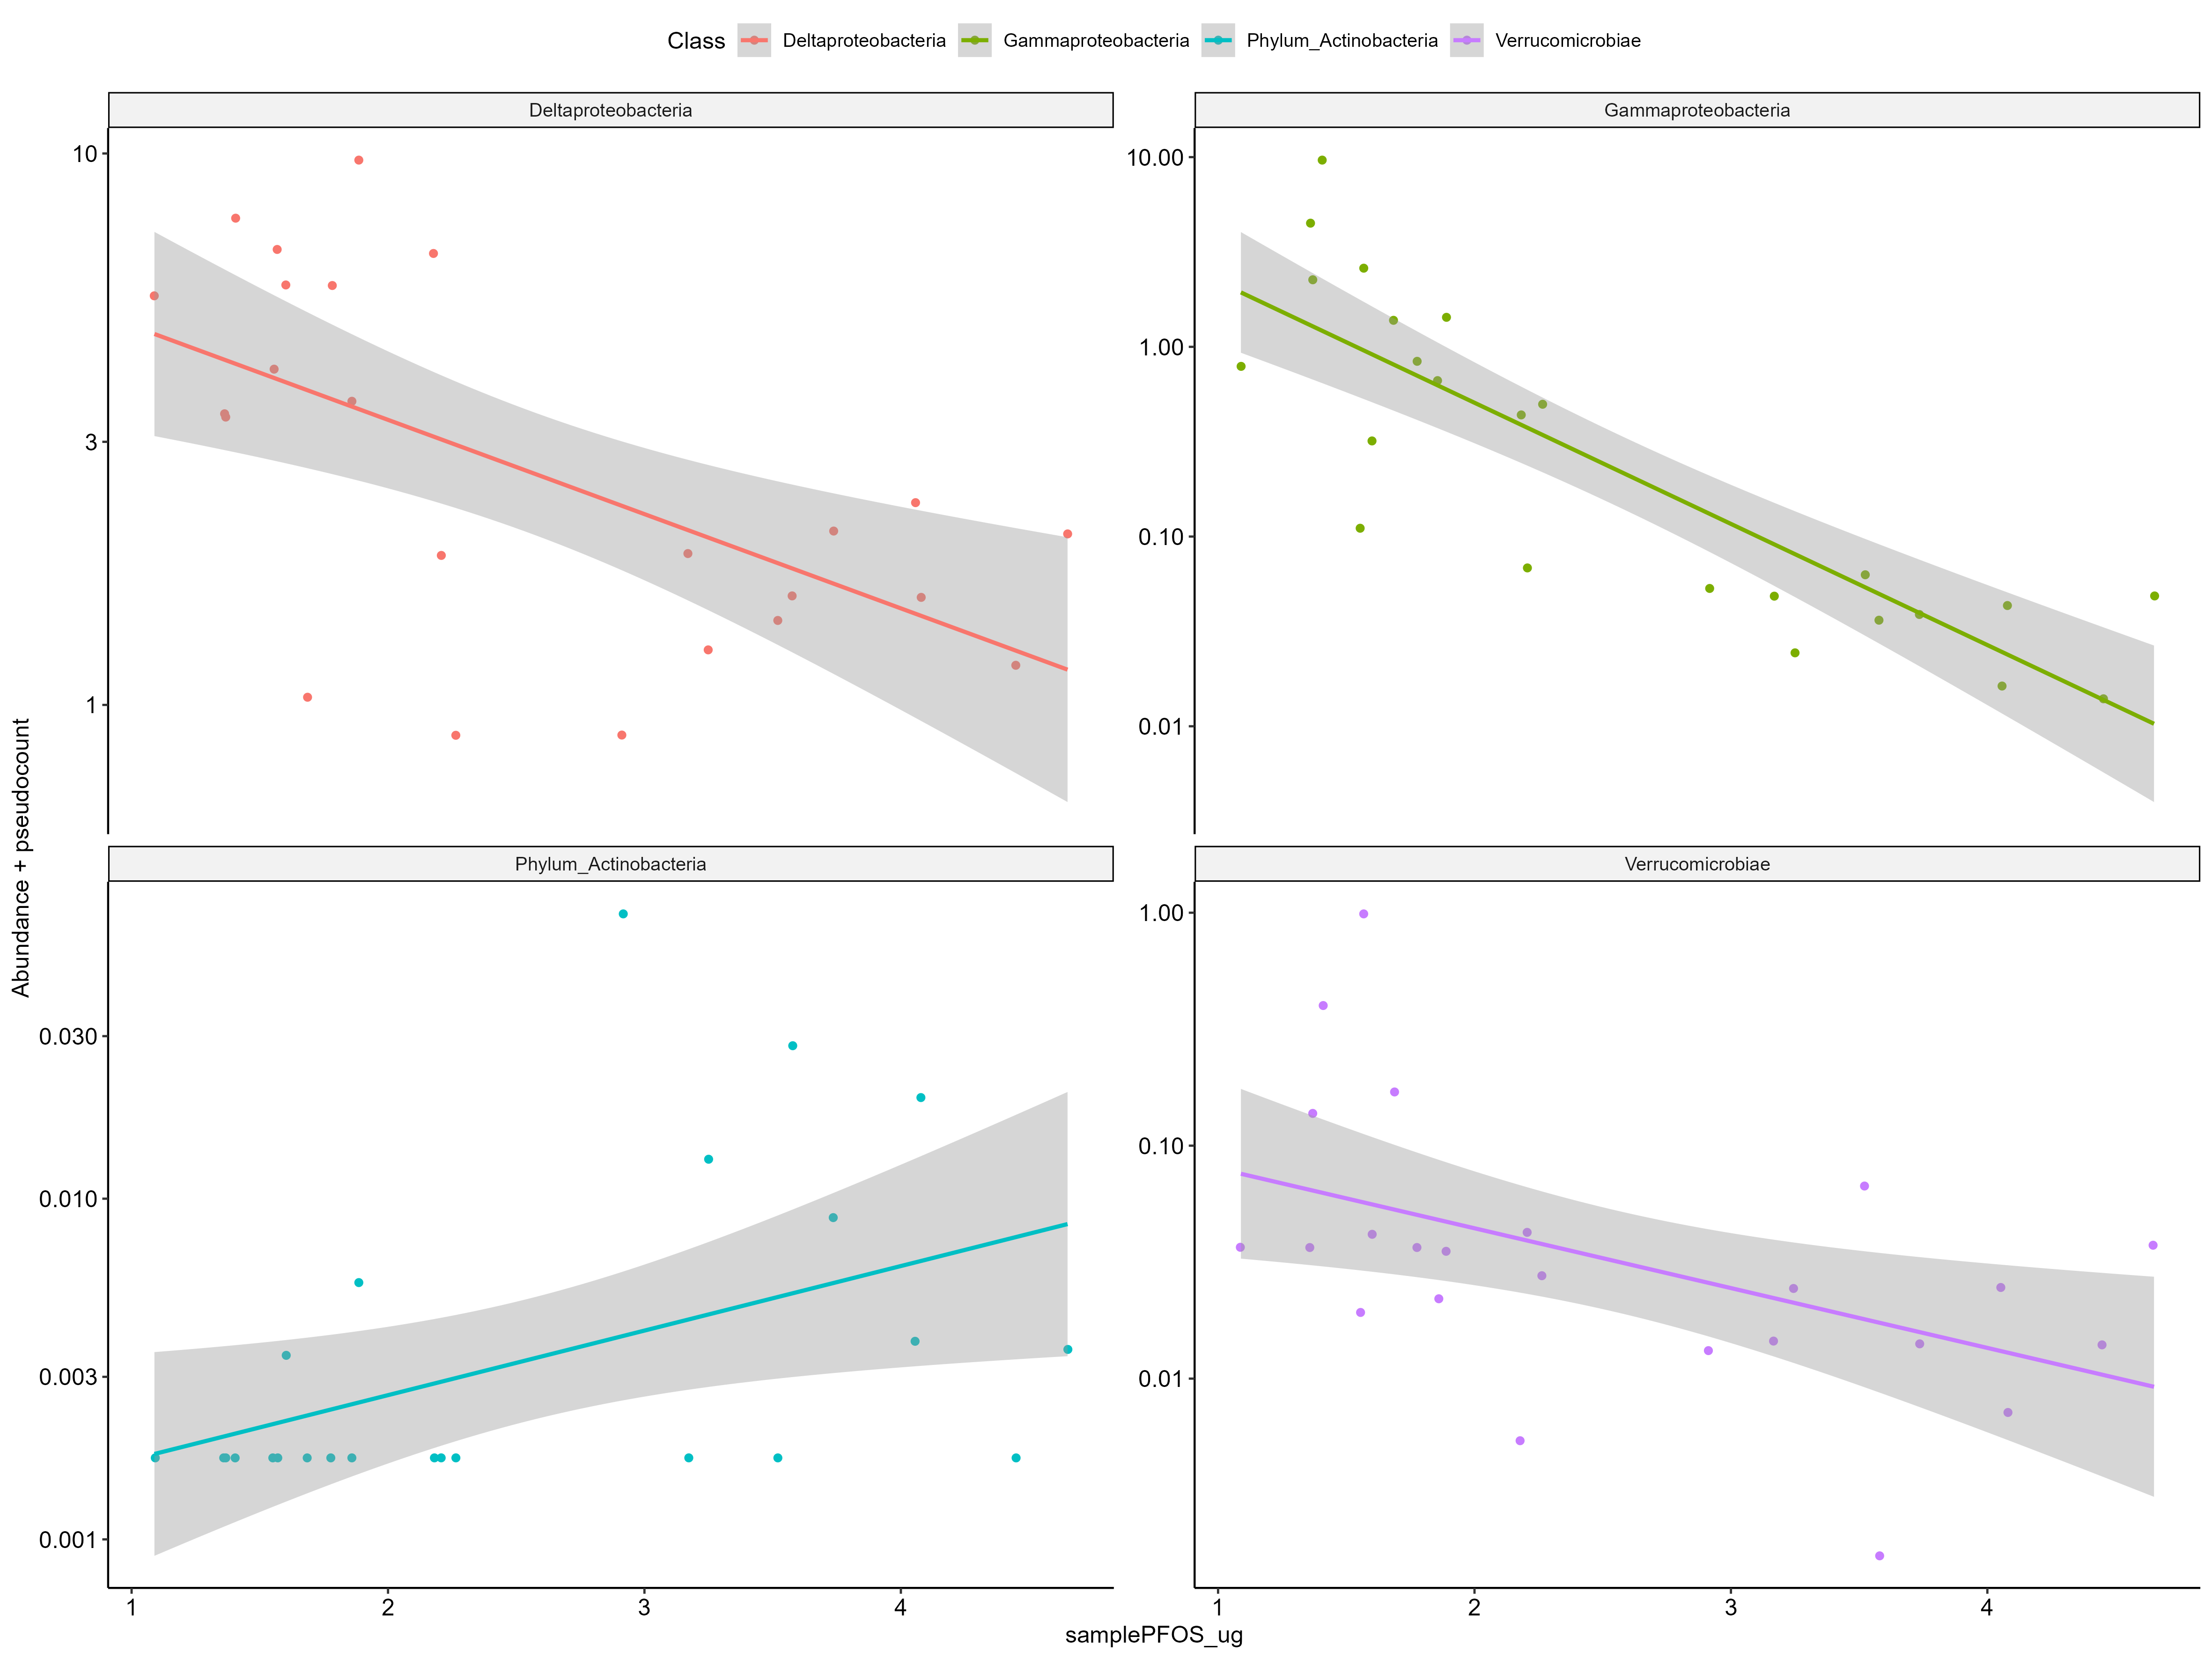 Class Deltaproteobacteria Gammaproteobacteria Phylum_Actinobacteria Verrucomicrobiae
Deltaproteobacteria
10
3
1
Gammaproteobacteria
10.00
1.00
0.10
0.01
Abundance + pseudocount
Phylum_Actinobacteria
0.030
0.010
0.003
0.001
1 2 3 4
Verrucomicrobiae
1.00
0.10
0.01
1 2 3 4
samplePFOS_ug